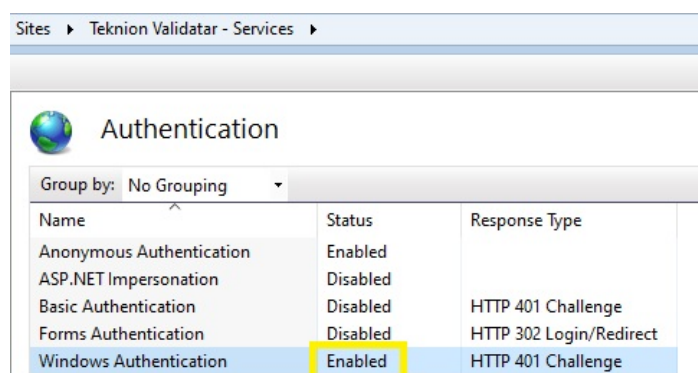 Sites ▸ Teknion Validatar - Services ▸
Authentication
Group by: No Grouping
Name Status Response Type
Anonymous Authentication Enabled
ASP.NET Impersonation Disabled
Basic Authentication Disabled HTTP 401 Challenge
Forms Authentication Disabled HTTP 302 Login/Redirect
Windows Authentication Enabled HTTP 401 Challenge